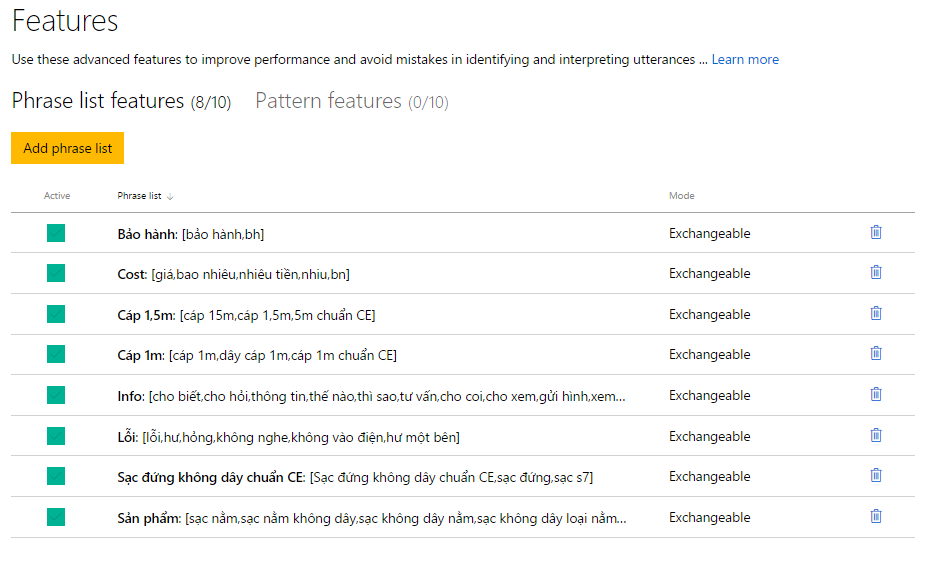 Features
Use these advanced features to improve performance and avoid mistakes in identifying and interpreting utterances ... Learn more
Phrase list features (8/10) Pattern features (0/10)
Add phrase list
Active Phrase list ↓ Mode
Bảo hành: [bảo hành,bh] Exchangeable
Cost: [giá,bao nhiêu,nhiêu tiền,nhiu,bn] Exchangeable
Cáp 1,5m: [cáp 15m,cáp 1,5m,5m chuẩn CE] Exchangeable
Cáp 1m: [cáp 1m,dây cáp 1m,cáp 1m chuẩn CE] Exchangeable
Info: [cho biết,cho hỏi,thông tin,thế nào,thì sao,tư vấn,cho coi,cho xem,gửi hình,xem... Exchangeable
Lỗi: [lỗi,hư,hỏng,không nghe,không vào điện,hư một bên] Exchangeable
Sạc đứng không dây chuẩn CE: [Sạc đứng không dây chuẩn CE,sạc đứng,sạc s7] Exchangeable
Sản phẩm: [sạc nằm,sạc nằm không dây,sạc không dây nằm,sạc không dây loại nằm... Exchangeable